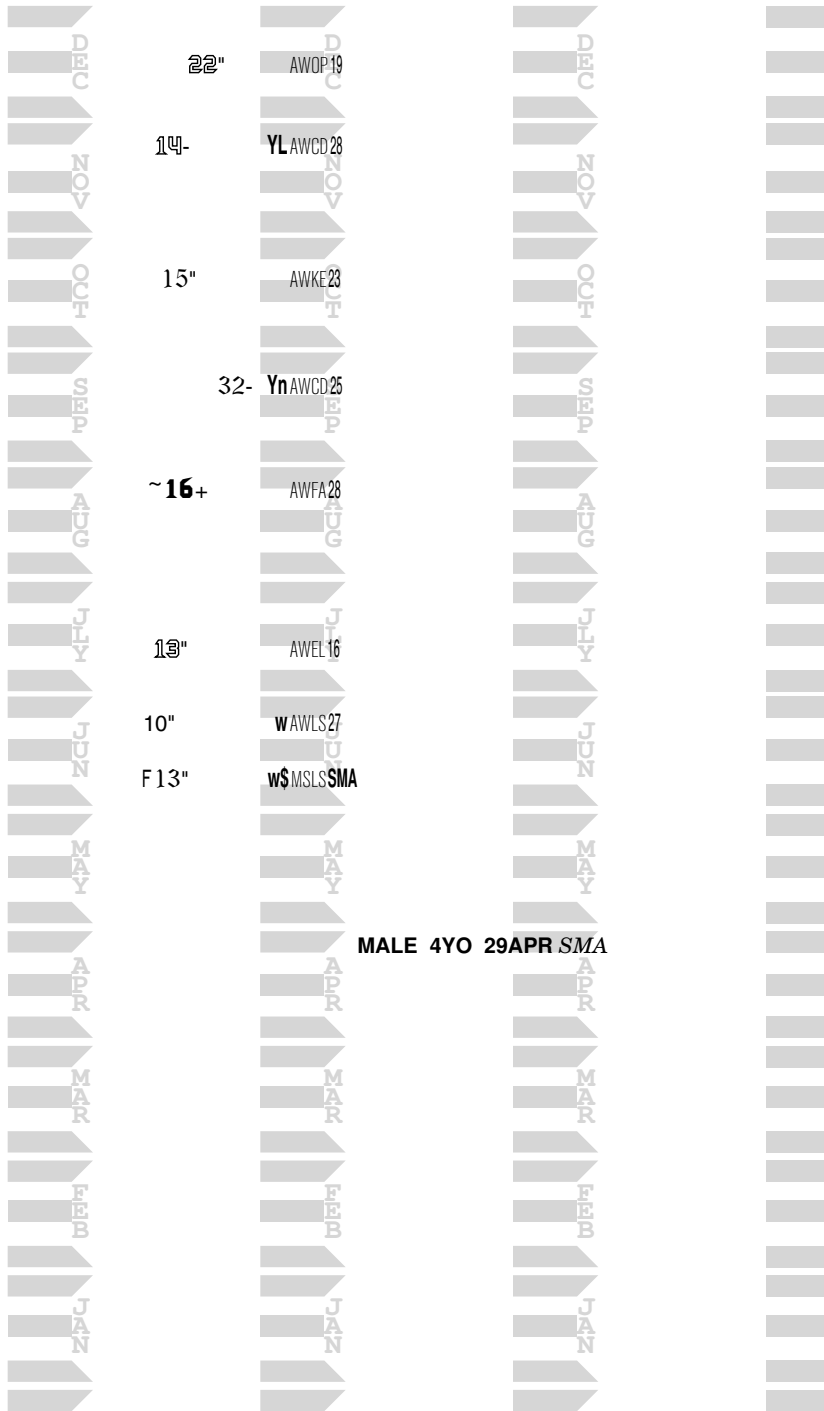 DEC DEC DEC
22" AWOP19
14- YL AWCD28
NOV NOV NOV
OCT OCT OCT
15" AWKE23
32- Yn AWCD25
SEP SEP SEP
~16+ AWFA28
AUG AUG AUG
JLY JLY JLY
13" AWEL16
10" w AWLS27
JUN JUN JUN
F13" w$ MSLS SMA
MAY MAY MAY
MALE 4YO 29APR SMA
APR APR APR
MAR MAR MAR
FEB FEB FEB
JAN JAN JAN